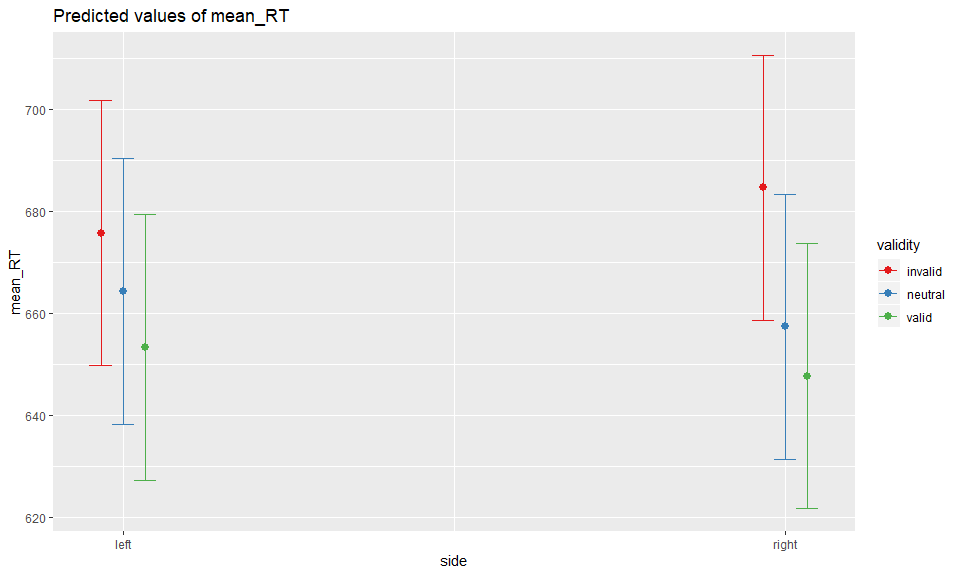 Predicted values of mean_RT
mean_RT
700
680
660
640
620
left
right
side
validity
invalid
neutral
valid